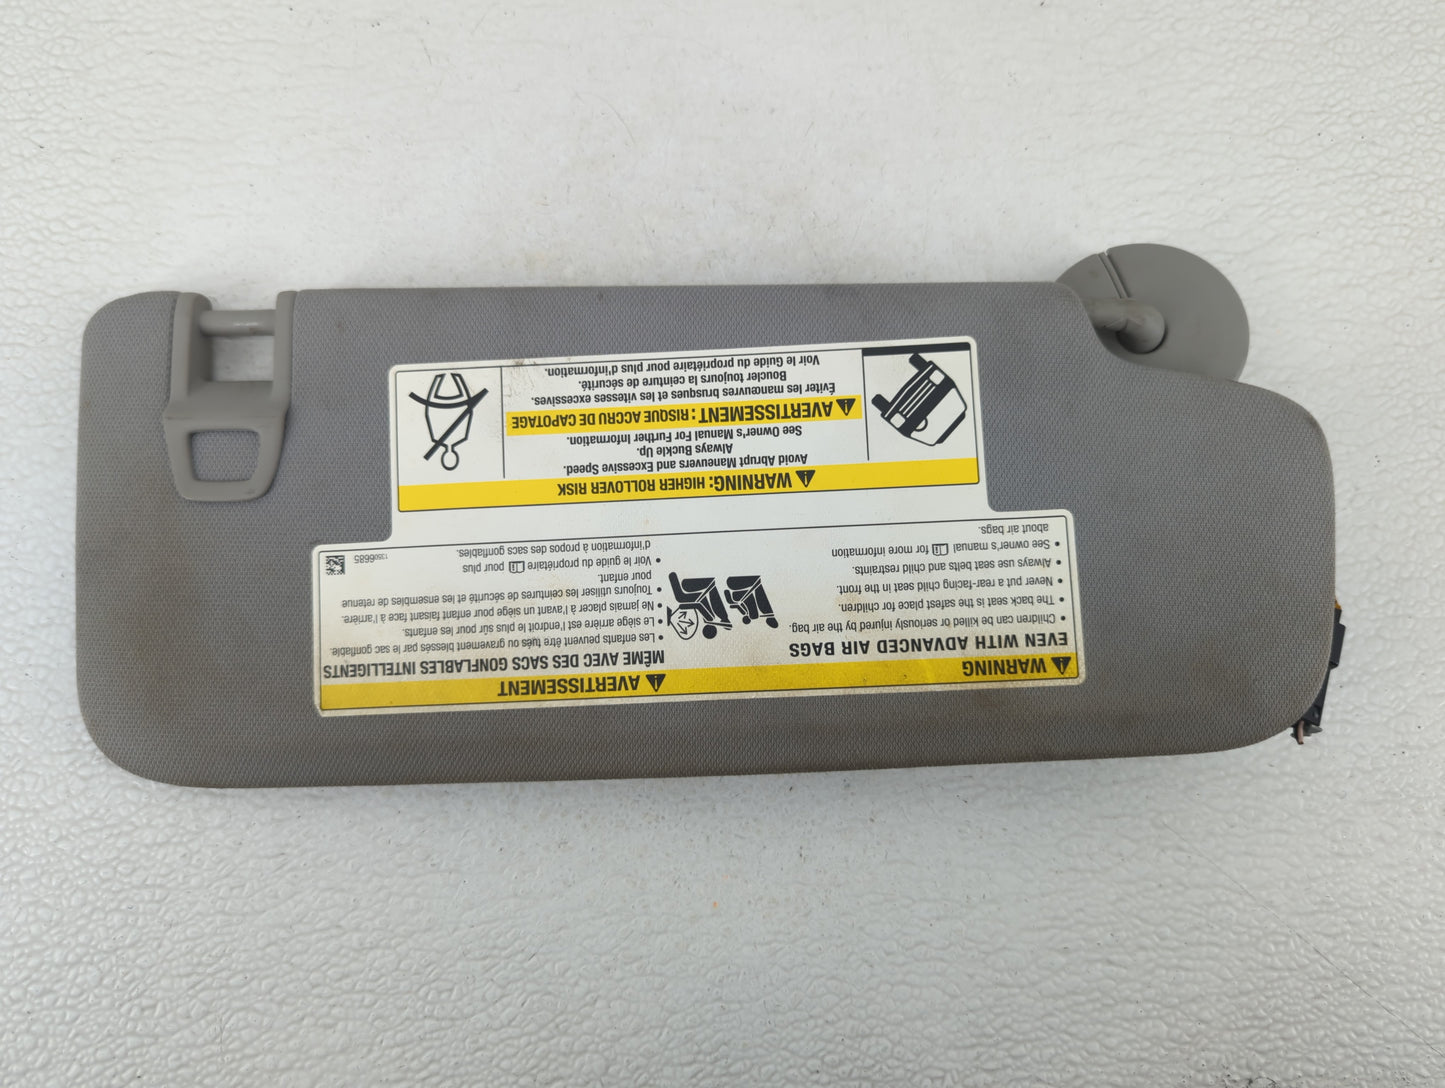 WARNING
EVEN WITH ADVANCED AIR BAGS
• Children can be killed or seriously injured by the air bag.
• The back seat is the safest place for children.
• Never put a rear-facing child seat in the front.
• Always use seat belts and child restraints.
• See owner's manual for more information
about air bags.
AVERTISSEMENT
MÊME AVEC DES SACS GONFLABLES INTELLIGENTS
• Les enfants peuvent être tués ou gravement blessés par le sac gonflable.
• Le siège arrière est l'endroit le plus sûr pour les enfants.
• Ne jamais placer à l'avant un siège pour enfant faisant face à l'arrière.
• Toujours utiliser les ceintures de sécurité et les ensembles de retenue
pour enfant.
• Voir le guide du propriétaire pour plus
d'information à propos des sacs gonflables.
13506685
WARNING: HIGHER ROLLOVER RISK
Avoid Abrupt Maneuvers and Excessive Speed.
Always Buckle Up.
See Owner's Manual For Further Information.
AVERTISSEMENT : RISQUE ACCRU DE CAPOTAGE
Éviter les manœuvres brusques et les vitesses excessives.
Boucler toujours la ceinture de sécurité.
Voir le Guide du propriétaire pour plus d'information.